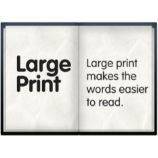 Large
Print
Large print
makes the
words easier
to read.